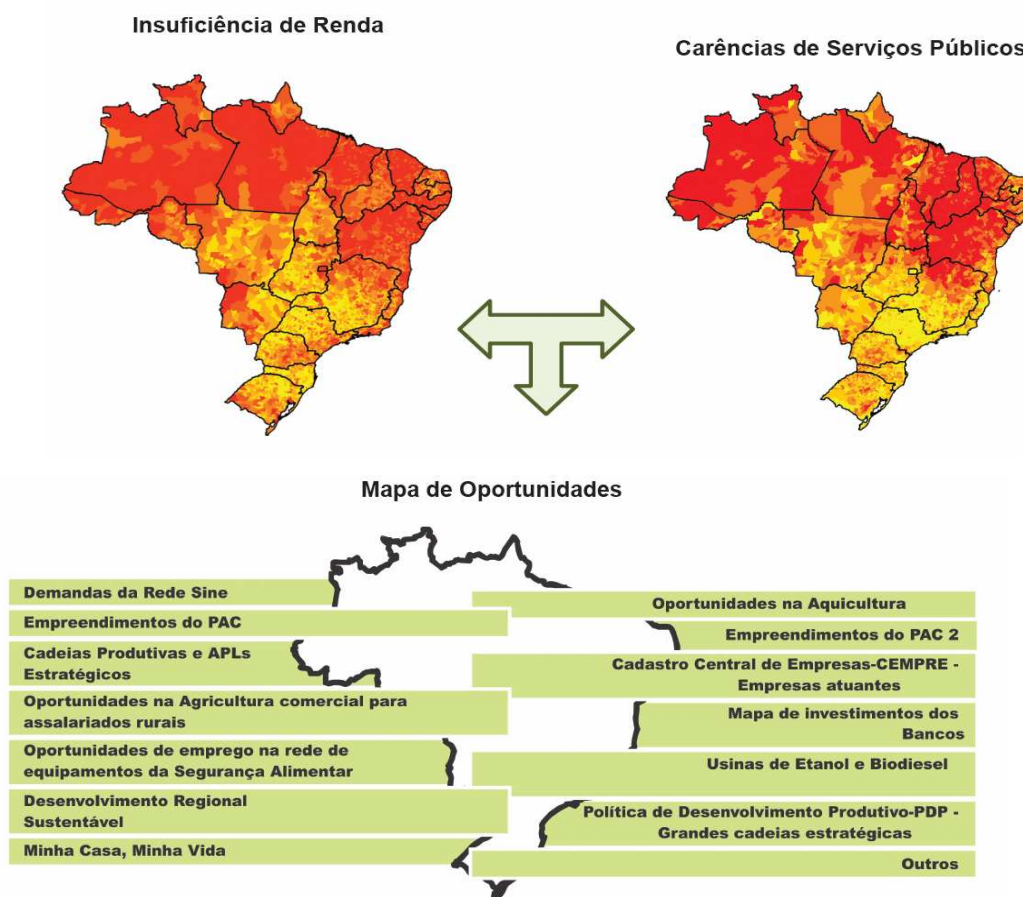 Insuficiência de Renda
Carências de Serviços Públicos
Mapa de Oportunidades
Demandas da Rede Sine
Empreendimentos do PAC
Cadeias Produtivas e APLs
Estratégicos
Oportunidades na Agricultura comercial para
assalariados rurais
Oportunidades de emprego na rede de
equipamentos da Segurança Alimentar
Desenvolvimento Regional
Sustentável
Minha Casa, Minha Vida
Oportunidades na Aquicultura
Empreendimentos do PAC 2
Cadastro Central de Empresas-CEMPRE -
Empresas atuantes
Mapa de investimentos dos
Bancos
Usinas de Etanol e Biodiesel
Política de Desenvolvimento Produtivo-PDP -
Grandes cadeias estratégicas
Outros